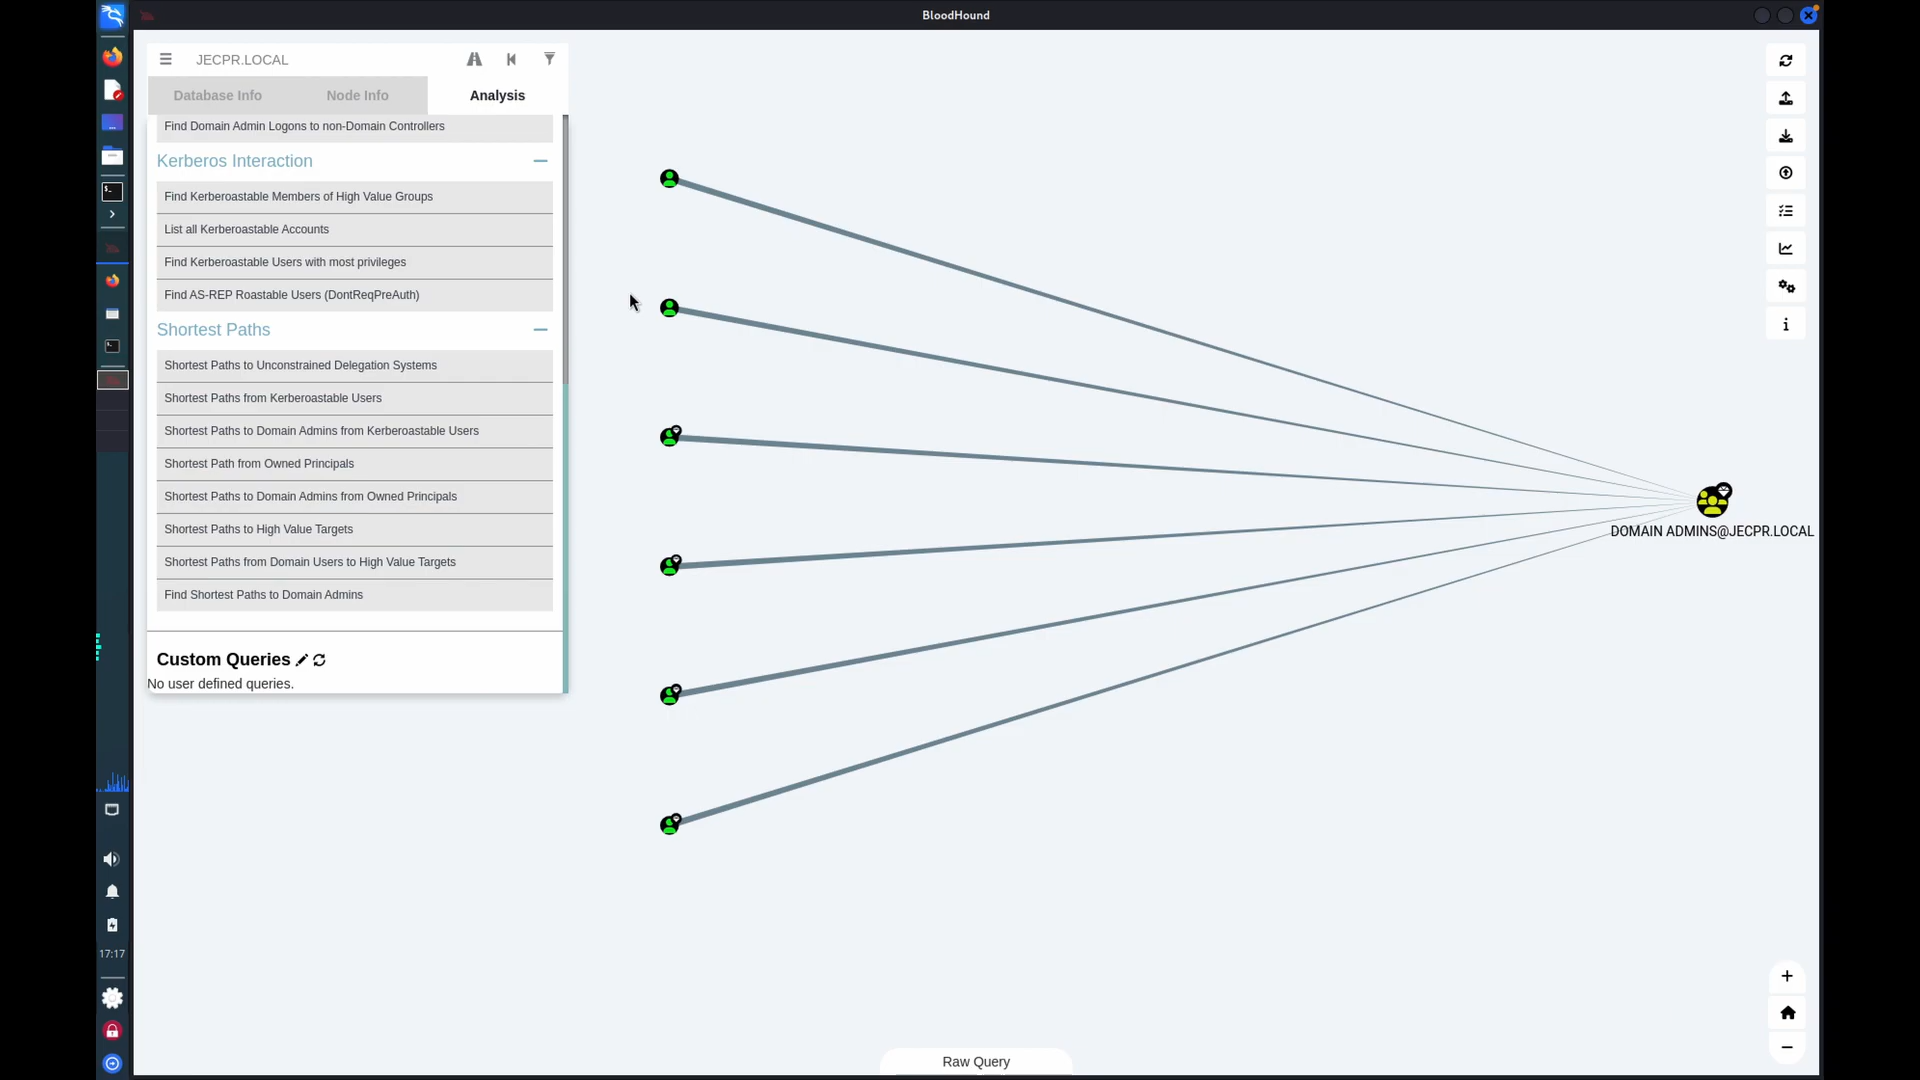 BloodHound
JECPR.LOCAL
Database Info
Node Info
Analysis
Find Domain Admin Logons to non-Domain Controllers
Kerberos Interaction
Find Kerberoastable Members of High Value Groups
List all Kerberoastable Accounts
Find Kerberoastable Users with most privileges
Find AS-REP Roastable Users (DontReqPreAuth)
Shortest Paths
Shortest Paths to Unconstrained Delegation Systems
Shortest Paths from Kerberoastable Users
Shortest Paths to Domain Admins from Kerberoastable Users
Shortest Path from Owned Principals
Shortest Paths to Domain Admins from Owned Principals
Shortest Paths to High Value Targets
Shortest Paths from Domain Users to High Value Targets
Find Shortest Paths to Domain Admins
Custom Queries
No user defined queries.
DOMAIN ADMINS@JECPR.LOCAL
17:17
Raw Query